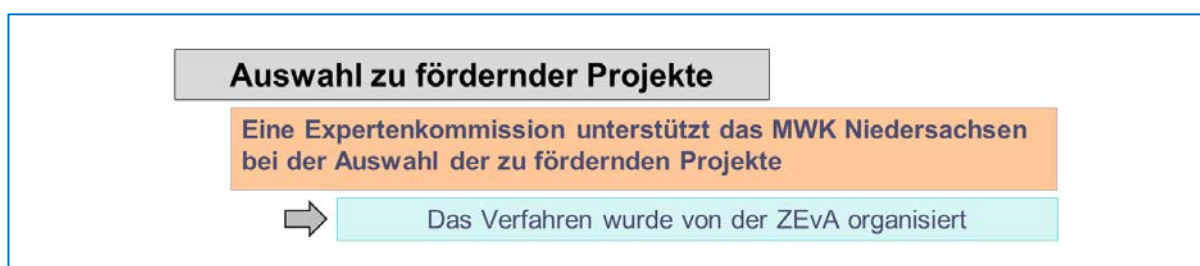 Auswahl zu fördernder Projekte
Eine Expertenkommission unterstützt das MWK Niedersachsen
bei der Auswahl der zu fördernden Projekte
Das Verfahren wurde von der ZEvA organisiert